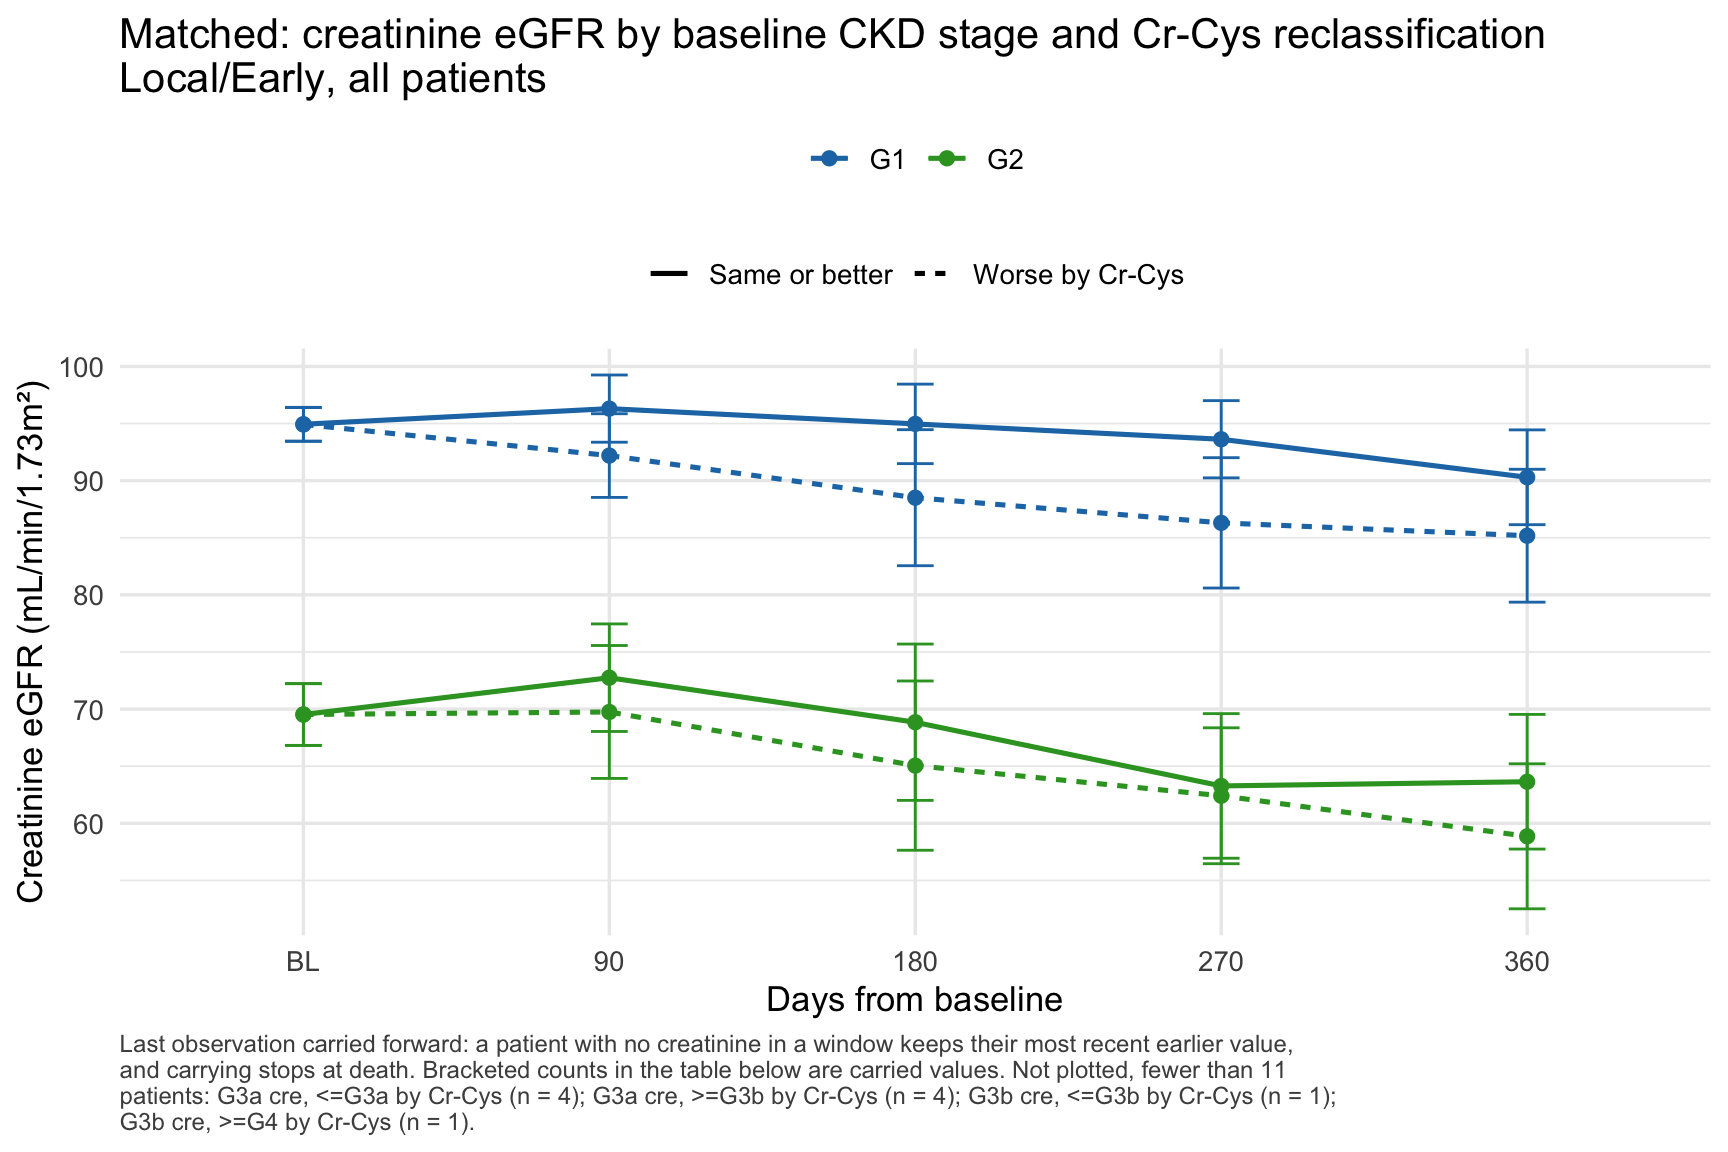 Matched: creatinine eGFR by baseline CKD stage and Cr-Cys reclassification
Local/Early, all patients
G1 G2
Same or better Worse by Cr-Cys
Creatinine eGFR (mL/min/1.73m²)
100
90
80
70
60
BL 90 180 270 360
Days from baseline
Last observation carried forward: a patient with no creatinine in a window keeps their most recent earlier value,
and carrying stops at death. Bracketed counts in the table below are carried values. Not plotted, fewer than 11
patients: G3a cre, <=G3a by Cr-Cys (n = 4); G3a cre, >=G3b by Cr-Cys (n = 4); G3b cre, <=G3b by Cr-Cys (n = 1);
G3b cre, >=G4 by Cr-Cys (n = 1).